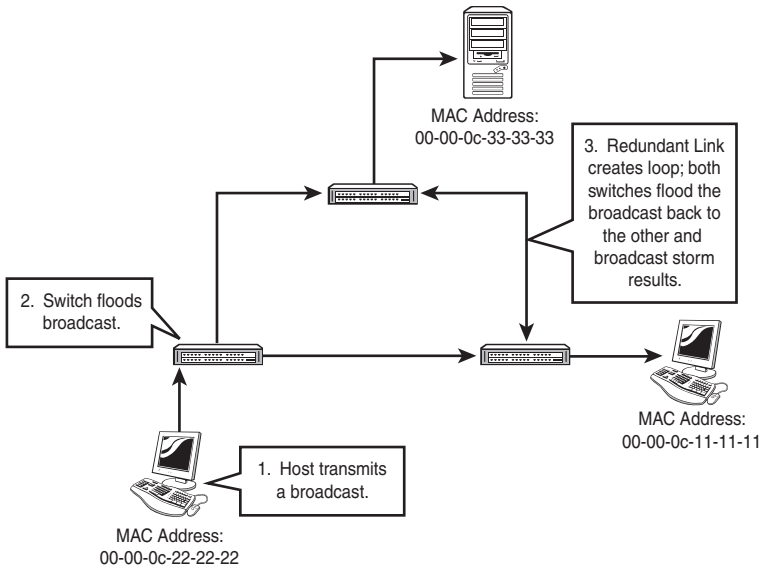 MAC Address:
00-00-0c-33-33-33
3. Redundant Link
creates loop; both
switches flood the
broadcast back to
the other and
broadcast storm
results.
2. Switch floods
broadcast.
MAC Address:
00-00-0c-11-11-11
1. Host transmits
a broadcast.
MAC Address:
00-00-0c-22-22-22